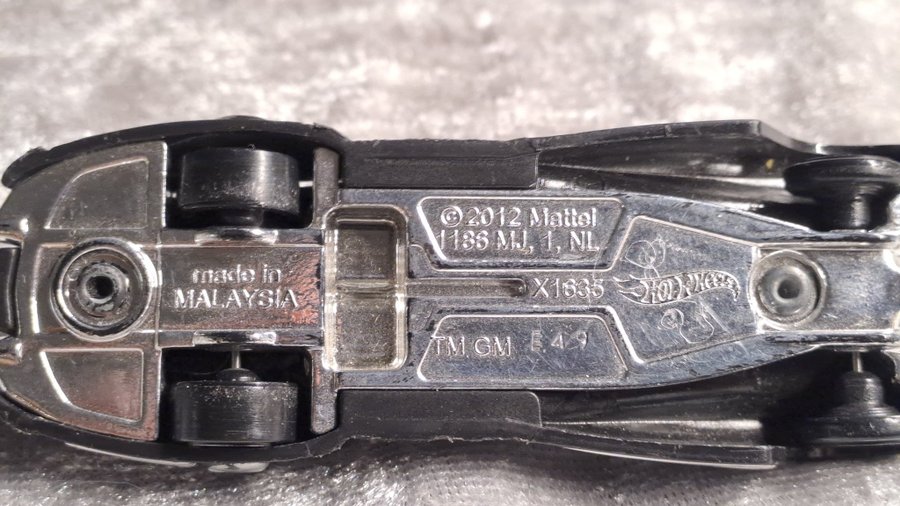 made in
MALAYSIA
© 2012 Mattel
1186 MJ, 1, NL
X1635
Hot Wheels
TM GM E49